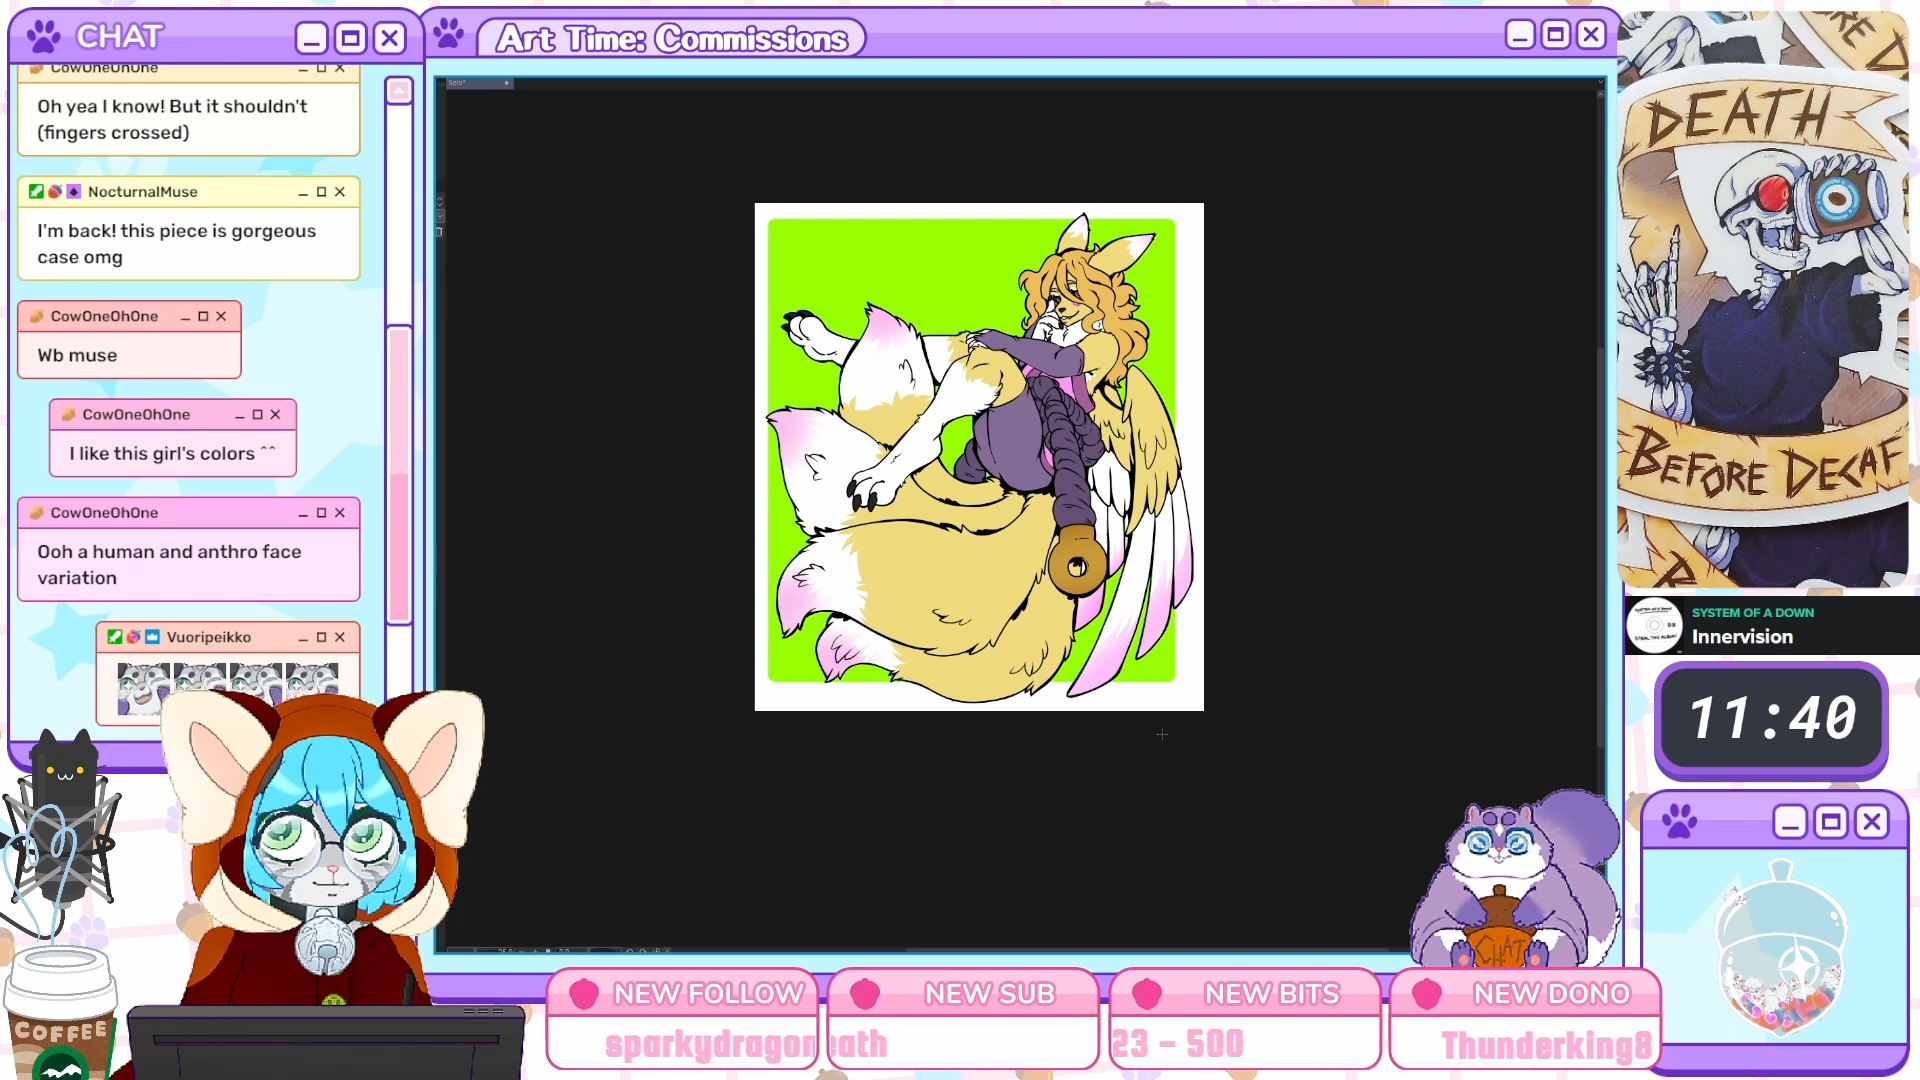 CHAT
Art Time: Commissions
CowOneOhOne
Oh yea I know! But it shouldn't
(fingers crossed)
NocturnalMuse
I'm back! this piece is gorgeous
case omg
CowOneOhOne
Wb muse
CowOneOhOne
I like this girl's colors ^^
CowOneOhOne
Ooh a human and anthro face
variation
Vuoripeikko
Solo*
DEATH
BEFORE DECAF
SYSTEM OF A DOWN
Innervision
11:40
CHAT
COFFEE
NEW FOLLOW
sparkydragon
NEW SUB
eath
NEW BITS
23 - 500
NEW DONO
Thunderking8